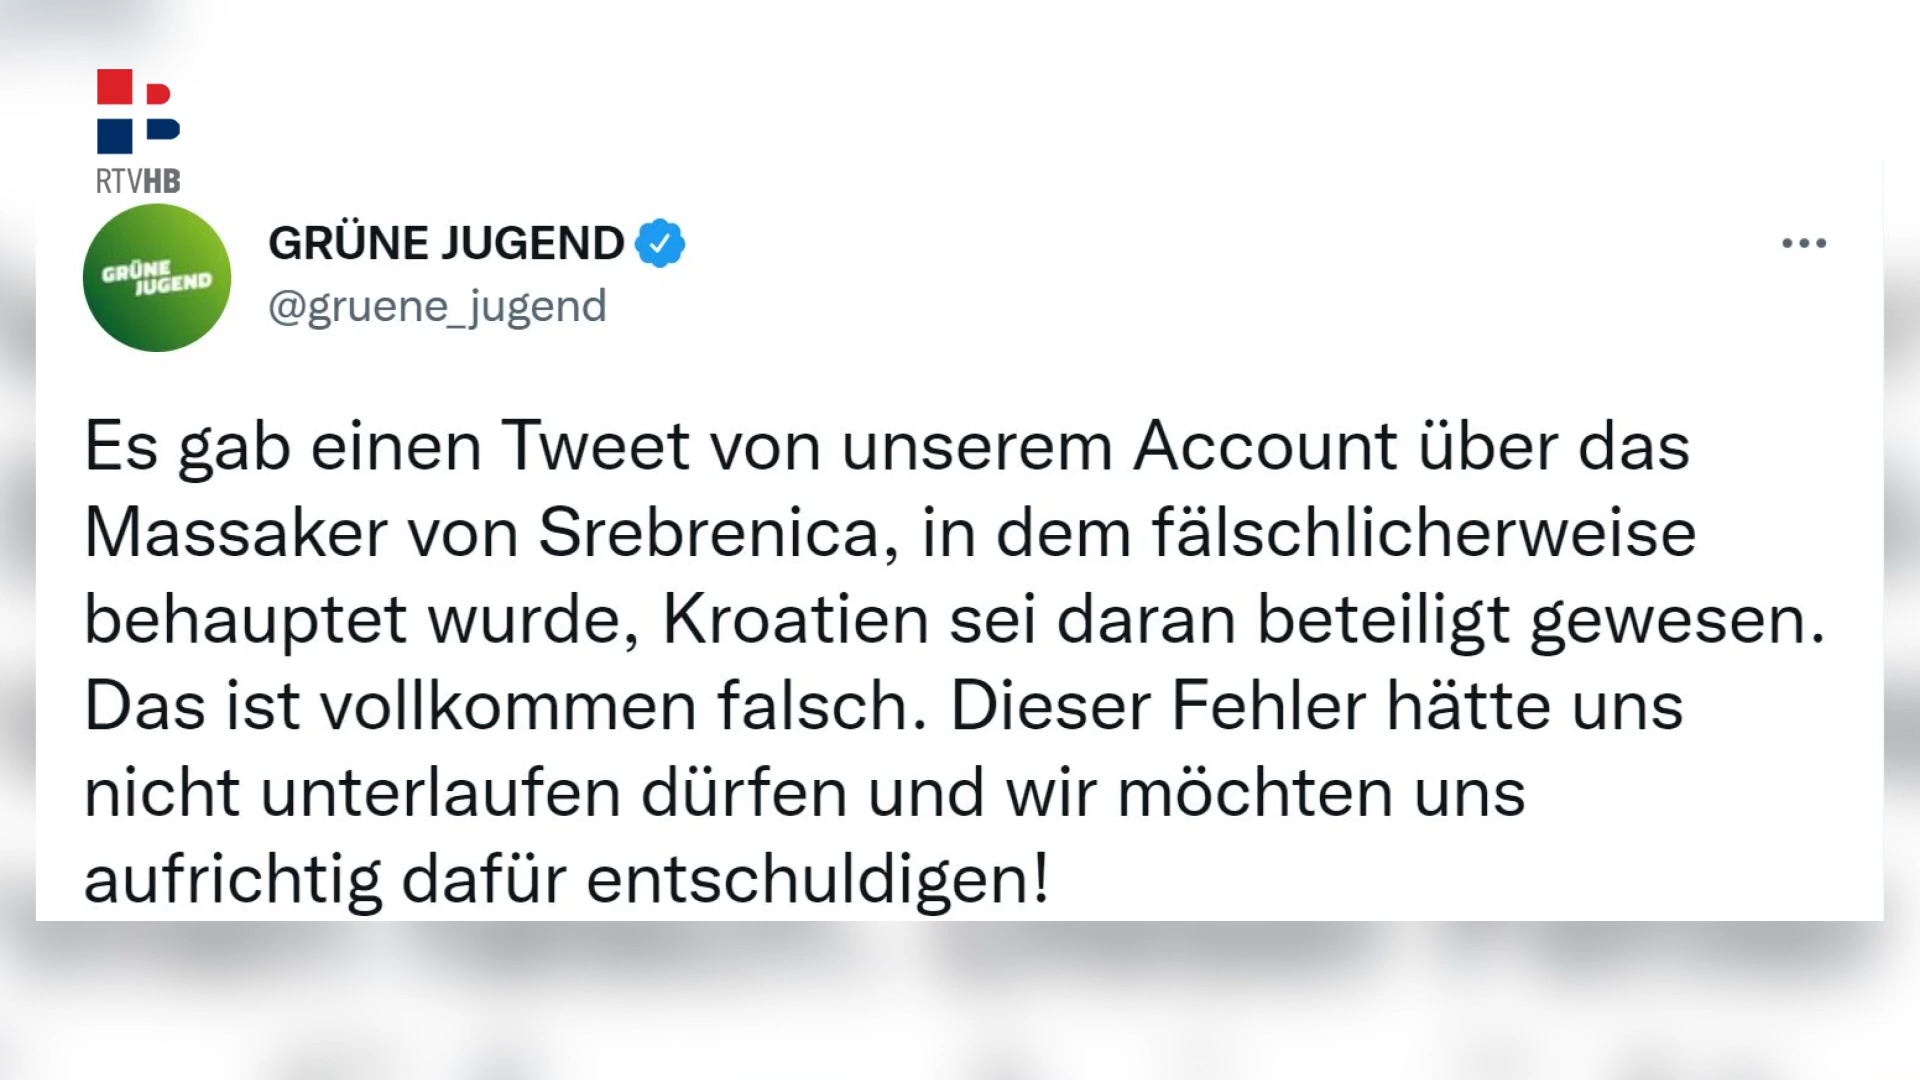 RTVHB
GRÜNE JUGEND
GRÜNE
JUGEND
@gruene_jugend
Es gab einen Tweet von unserem Account über das
Massaker von Srebrenica, in dem fälschlicherweise
behauptet wurde, Kroatien sei daran beteiligt gewesen.
Das ist vollkommen falsch. Dieser Fehler hätte uns
nicht unterlaufen dürfen und wir möchten uns
aufrichtig dafür entschuldigen!